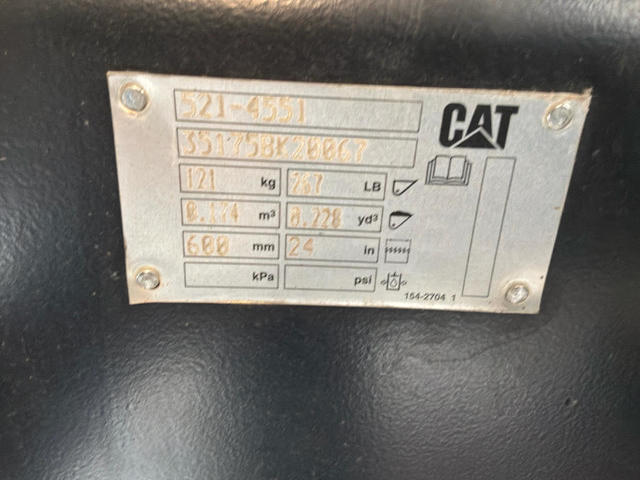 521-4551
CAT
35175BK20067
121 kg 267 LB
0.174 m³ 0.228 yd³
600 mm 24 in
kPa psi
154-2704 1